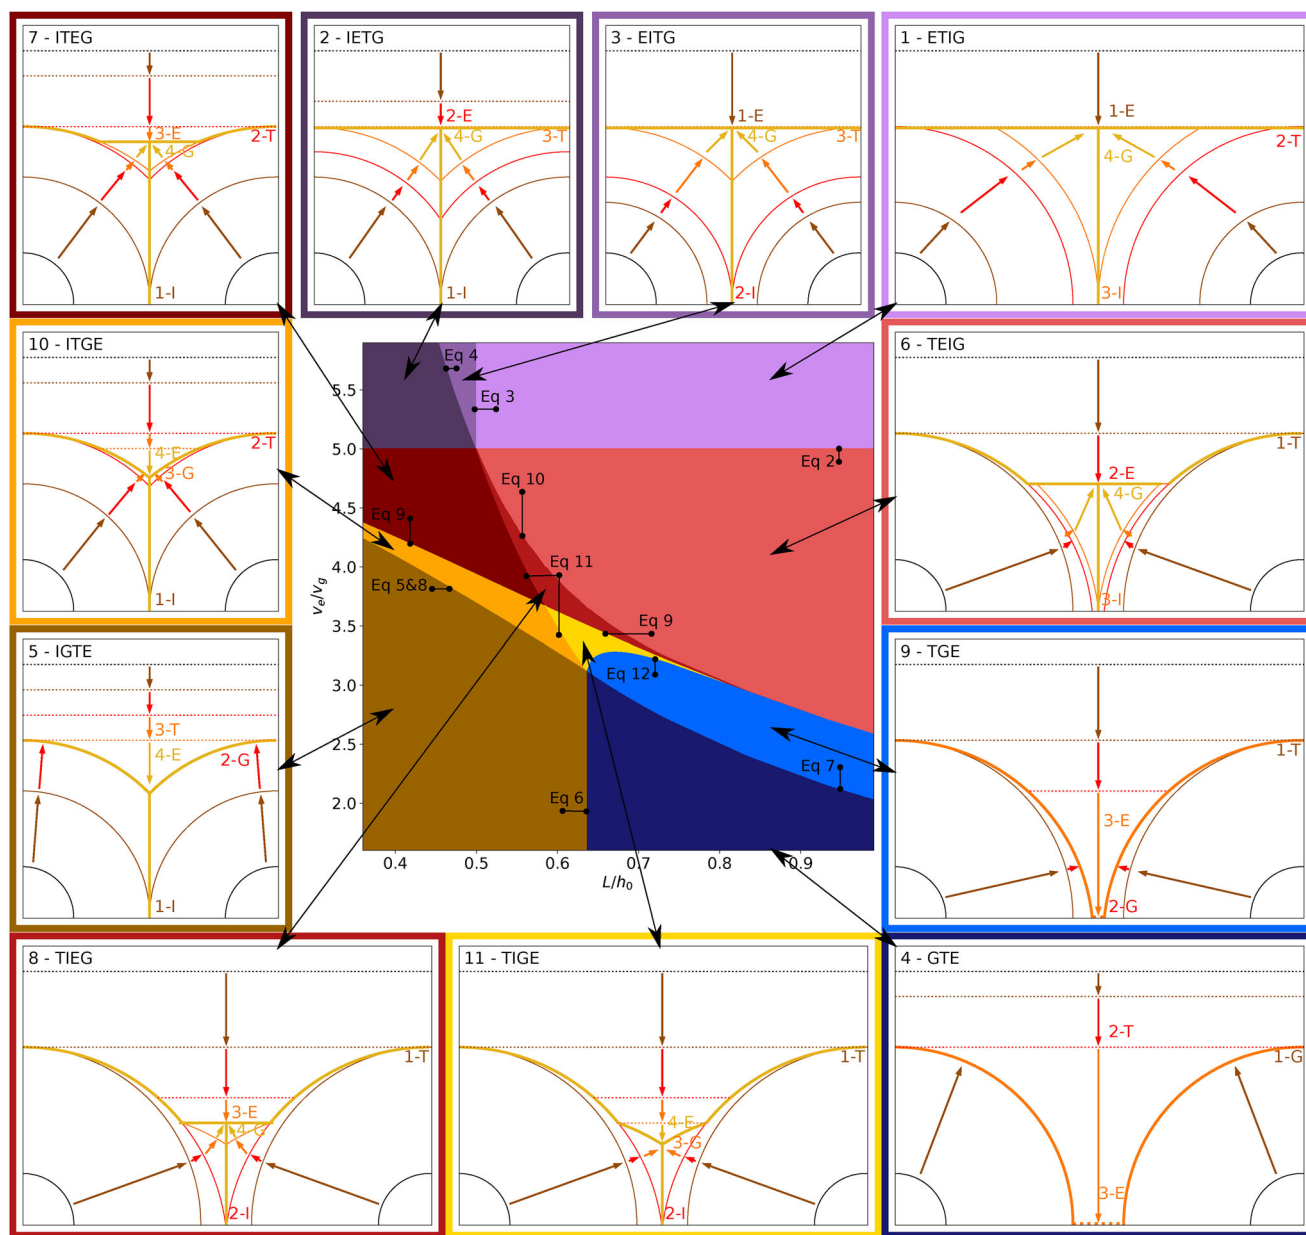 7 - ITEG
3-E
4-G
2-T
1-I
2 - IETG
2-E
4-G
3-T
1-I
3 - EITG
1-E
4-G
3-T
2-I
1 - ETIG
1-E
4-G
2-T
3-I
10 - ITGE
4-E
3-G
2-T
1-I
6 - TEIG
2-E
4-G
1-T
3-I
5 - IGTE
3-T
4-E
2-G
1-I
9 - TGE
1-T
3-E
2-G
Eq 4
Eq 3
Eq 2
Eq 10
Eq 9
Eq 11
Eq 5&8
Eq 9
Eq 12
Eq 7
Eq 6
5.5
5.0
4.5
4.0
3.5
3.0
2.5
2.0
v_e/v_g
0.4
0.5
0.6
0.7
0.8
0.9
L/h_0
8 - TIEG
1-T
3-E
4-G
2-I
11 - TIGE
1-T
4-E
3-G
2-I
4 - GTE
2-T
1-G
3-E